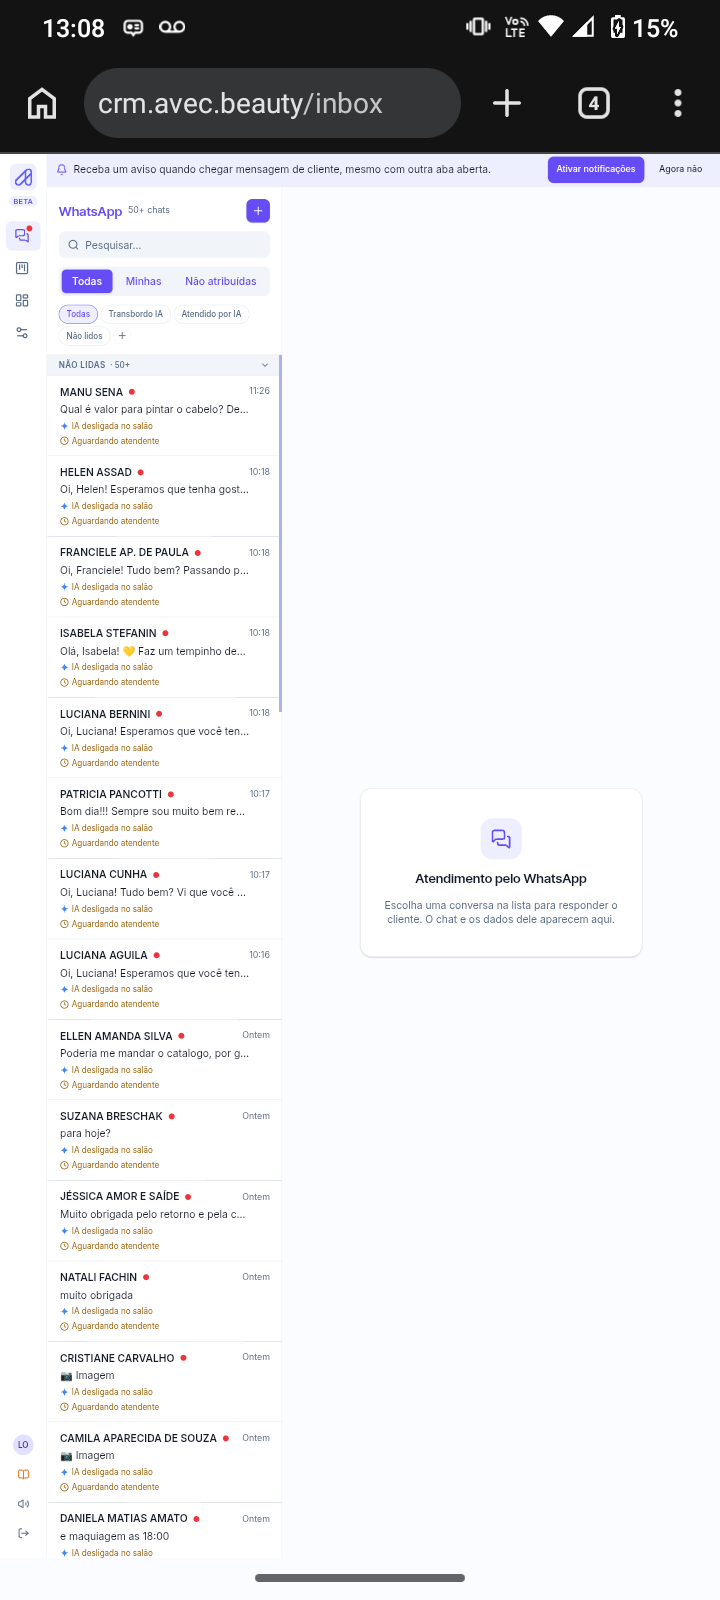 13:08
Vo
LTE
15%
crm.avec.beauty/inbox
4
Receba um aviso quando chegar mensagem de cliente, mesmo com outra aba aberta.
Ativar notificações
Agora não
BETA
WhatsApp 50+ chats
+
Pesquisar...
Todas Minhas Não atribuídas
Todas Transbordo IA Atendido por IA
Não lidos +
NÃO LIDAS · 50+
MANU SENA 11:26
Qual é valor para pintar o cabelo? De...
IA desligada no salão
Aguardando atendente
HELEN ASSAD 10:18
Oi, Helen! Esperamos que tenha gost...
IA desligada no salão
Aguardando atendente
FRANCIELE AP. DE PAULA 10:18
Oi, Franciele! Tudo bem? Passando p...
IA desligada no salão
Aguardando atendente
ISABELA STEFANIN 10:18
Olá, Isabela! 💛 Faz um tempinho de...
IA desligada no salão
Aguardando atendente
LUCIANA BERNINI 10:18
Oi, Luciana! Esperamos que você ten...
IA desligada no salão
Aguardando atendente
PATRICIA PANCOTTI 10:17
Bom dia!!! Sempre sou muito bem re...
IA desligada no salão
Aguardando atendente
LUCIANA CUNHA 10:17
Oi, Luciana! Tudo bem? Vi que você ...
IA desligada no salão
Aguardando atendente
LUCIANA AGUILA 10:16
Oi, Luciana! Esperamos que você ten...
IA desligada no salão
Aguardando atendente
ELLEN AMANDA SILVA Ontem
Poderia me mandar o catalogo, por g...
IA desligada no salão
Aguardando atendente
SUZANA BRESCHAK Ontem
para hoje?
IA desligada no salão
Aguardando atendente
JÉSSICA AMOR E SAÍDE Ontem
Muito obrigada pelo retorno e pela c...
IA desligada no salão
Aguardando atendente
NATALI FACHIN Ontem
muito obrigada
IA desligada no salão
Aguardando atendente
CRISTIANE CARVALHO Ontem
📷 Imagem
IA desligada no salão
Aguardando atendente
CAMILA APARECIDA DE SOUZA Ontem
📷 Imagem
IA desligada no salão
Aguardando atendente
DANIELA MATIAS AMATO Ontem
e maquiagem as 18:00
IA desligada no salão
Atendimento pelo WhatsApp
Escolha uma conversa na lista para responder o
cliente. O chat e os dados dele aparecem aqui.
LO